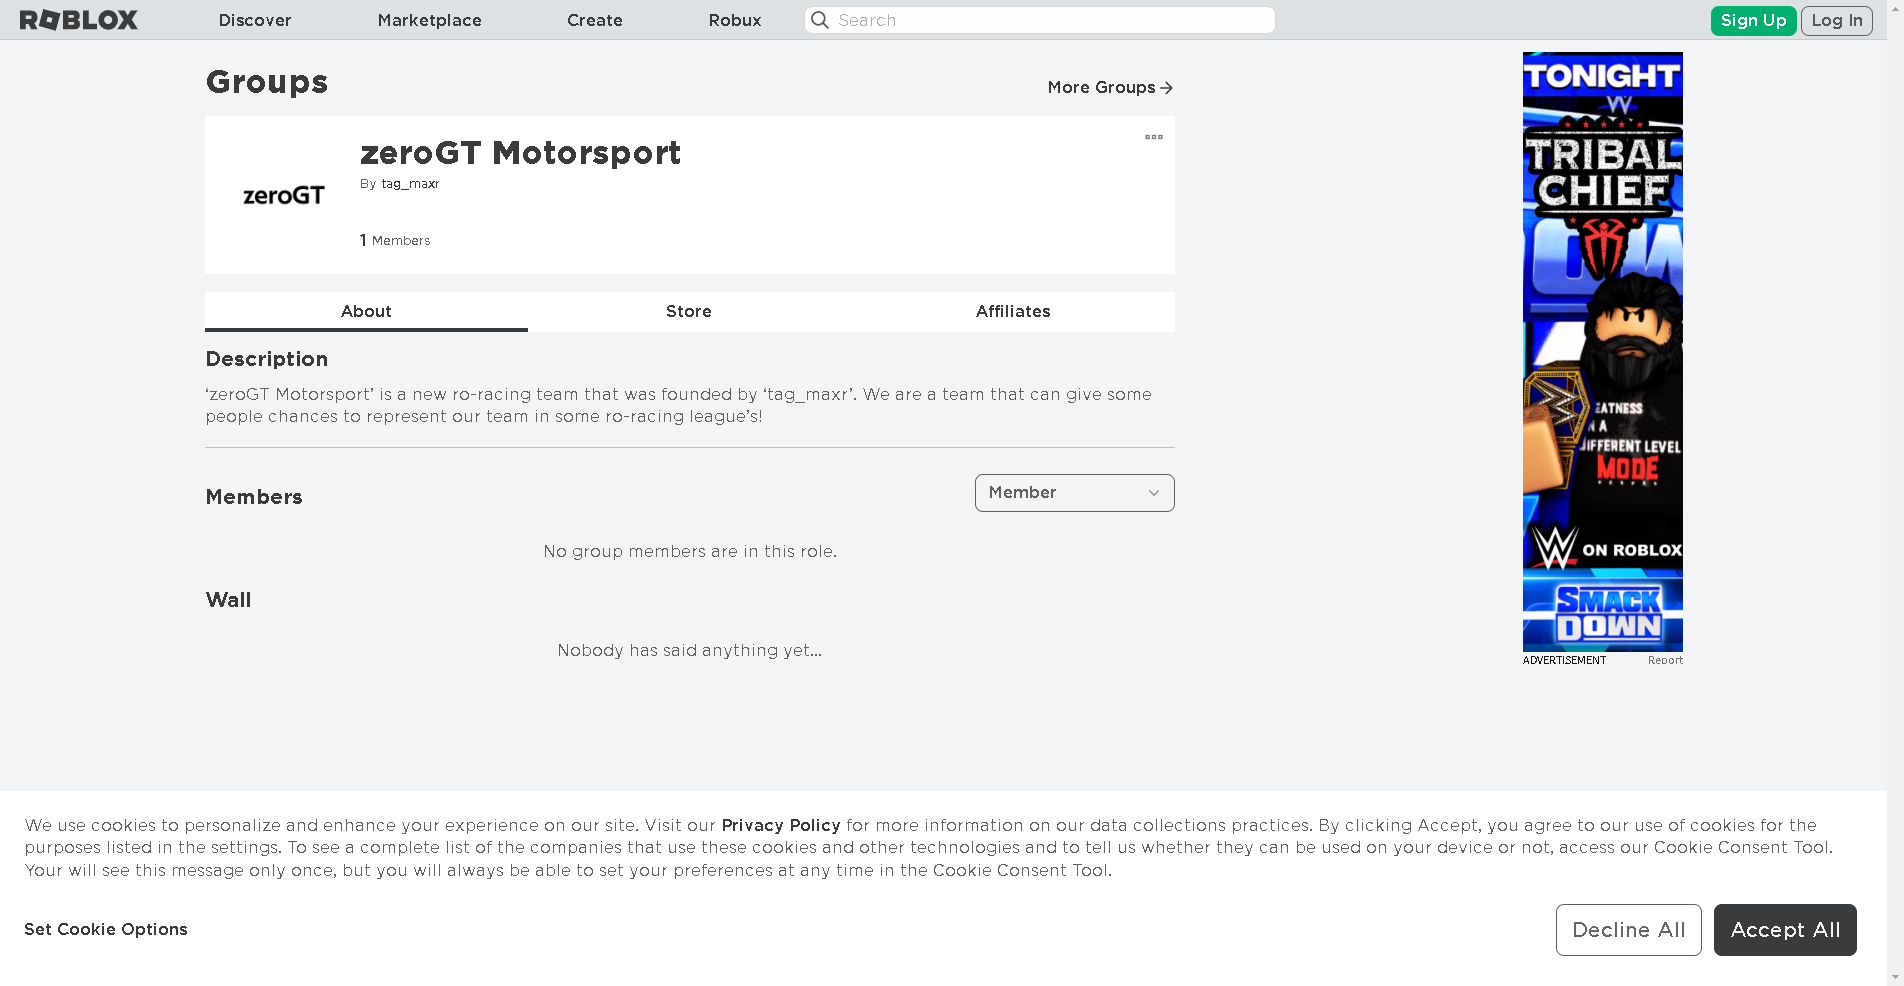 ROBLOX
Discover
Marketplace
Create
Robux
Search
Sign Up
Log In
Groups
More Groups
zeroGT
zeroGT Motorsport
By tag_maxr
1 Members
About
Store
Affiliates
Description
‘zeroGT Motorsport’ is a new ro-racing team that was founded by ‘tag_maxr’. We are a team that can give some
people chances to represent our team in some ro-racing league’s!
Members
Member
No group members are in this role.
Wall
Nobody has said anything yet...
TONIGHT
W
TRIBAL
CHIEF
EATNESS
N A
IFFERENT LEVEL
MODE
W ON ROBLOX
SMACK
DOWN
ADVERTISEMENT
Report
We use cookies to personalize and enhance your experience on our site. Visit our Privacy Policy for more information on our data collections practices. By clicking Accept, you agree to our use of cookies for the
purposes listed in the settings. To see a complete list of the companies that use these cookies and other technologies and to tell us whether they can be used on your device or not, access our Cookie Consent Tool.
Your will see this message only once, but you will always be able to set your preferences at any time in the Cookie Consent Tool.
Set Cookie Options
Decline All
Accept All